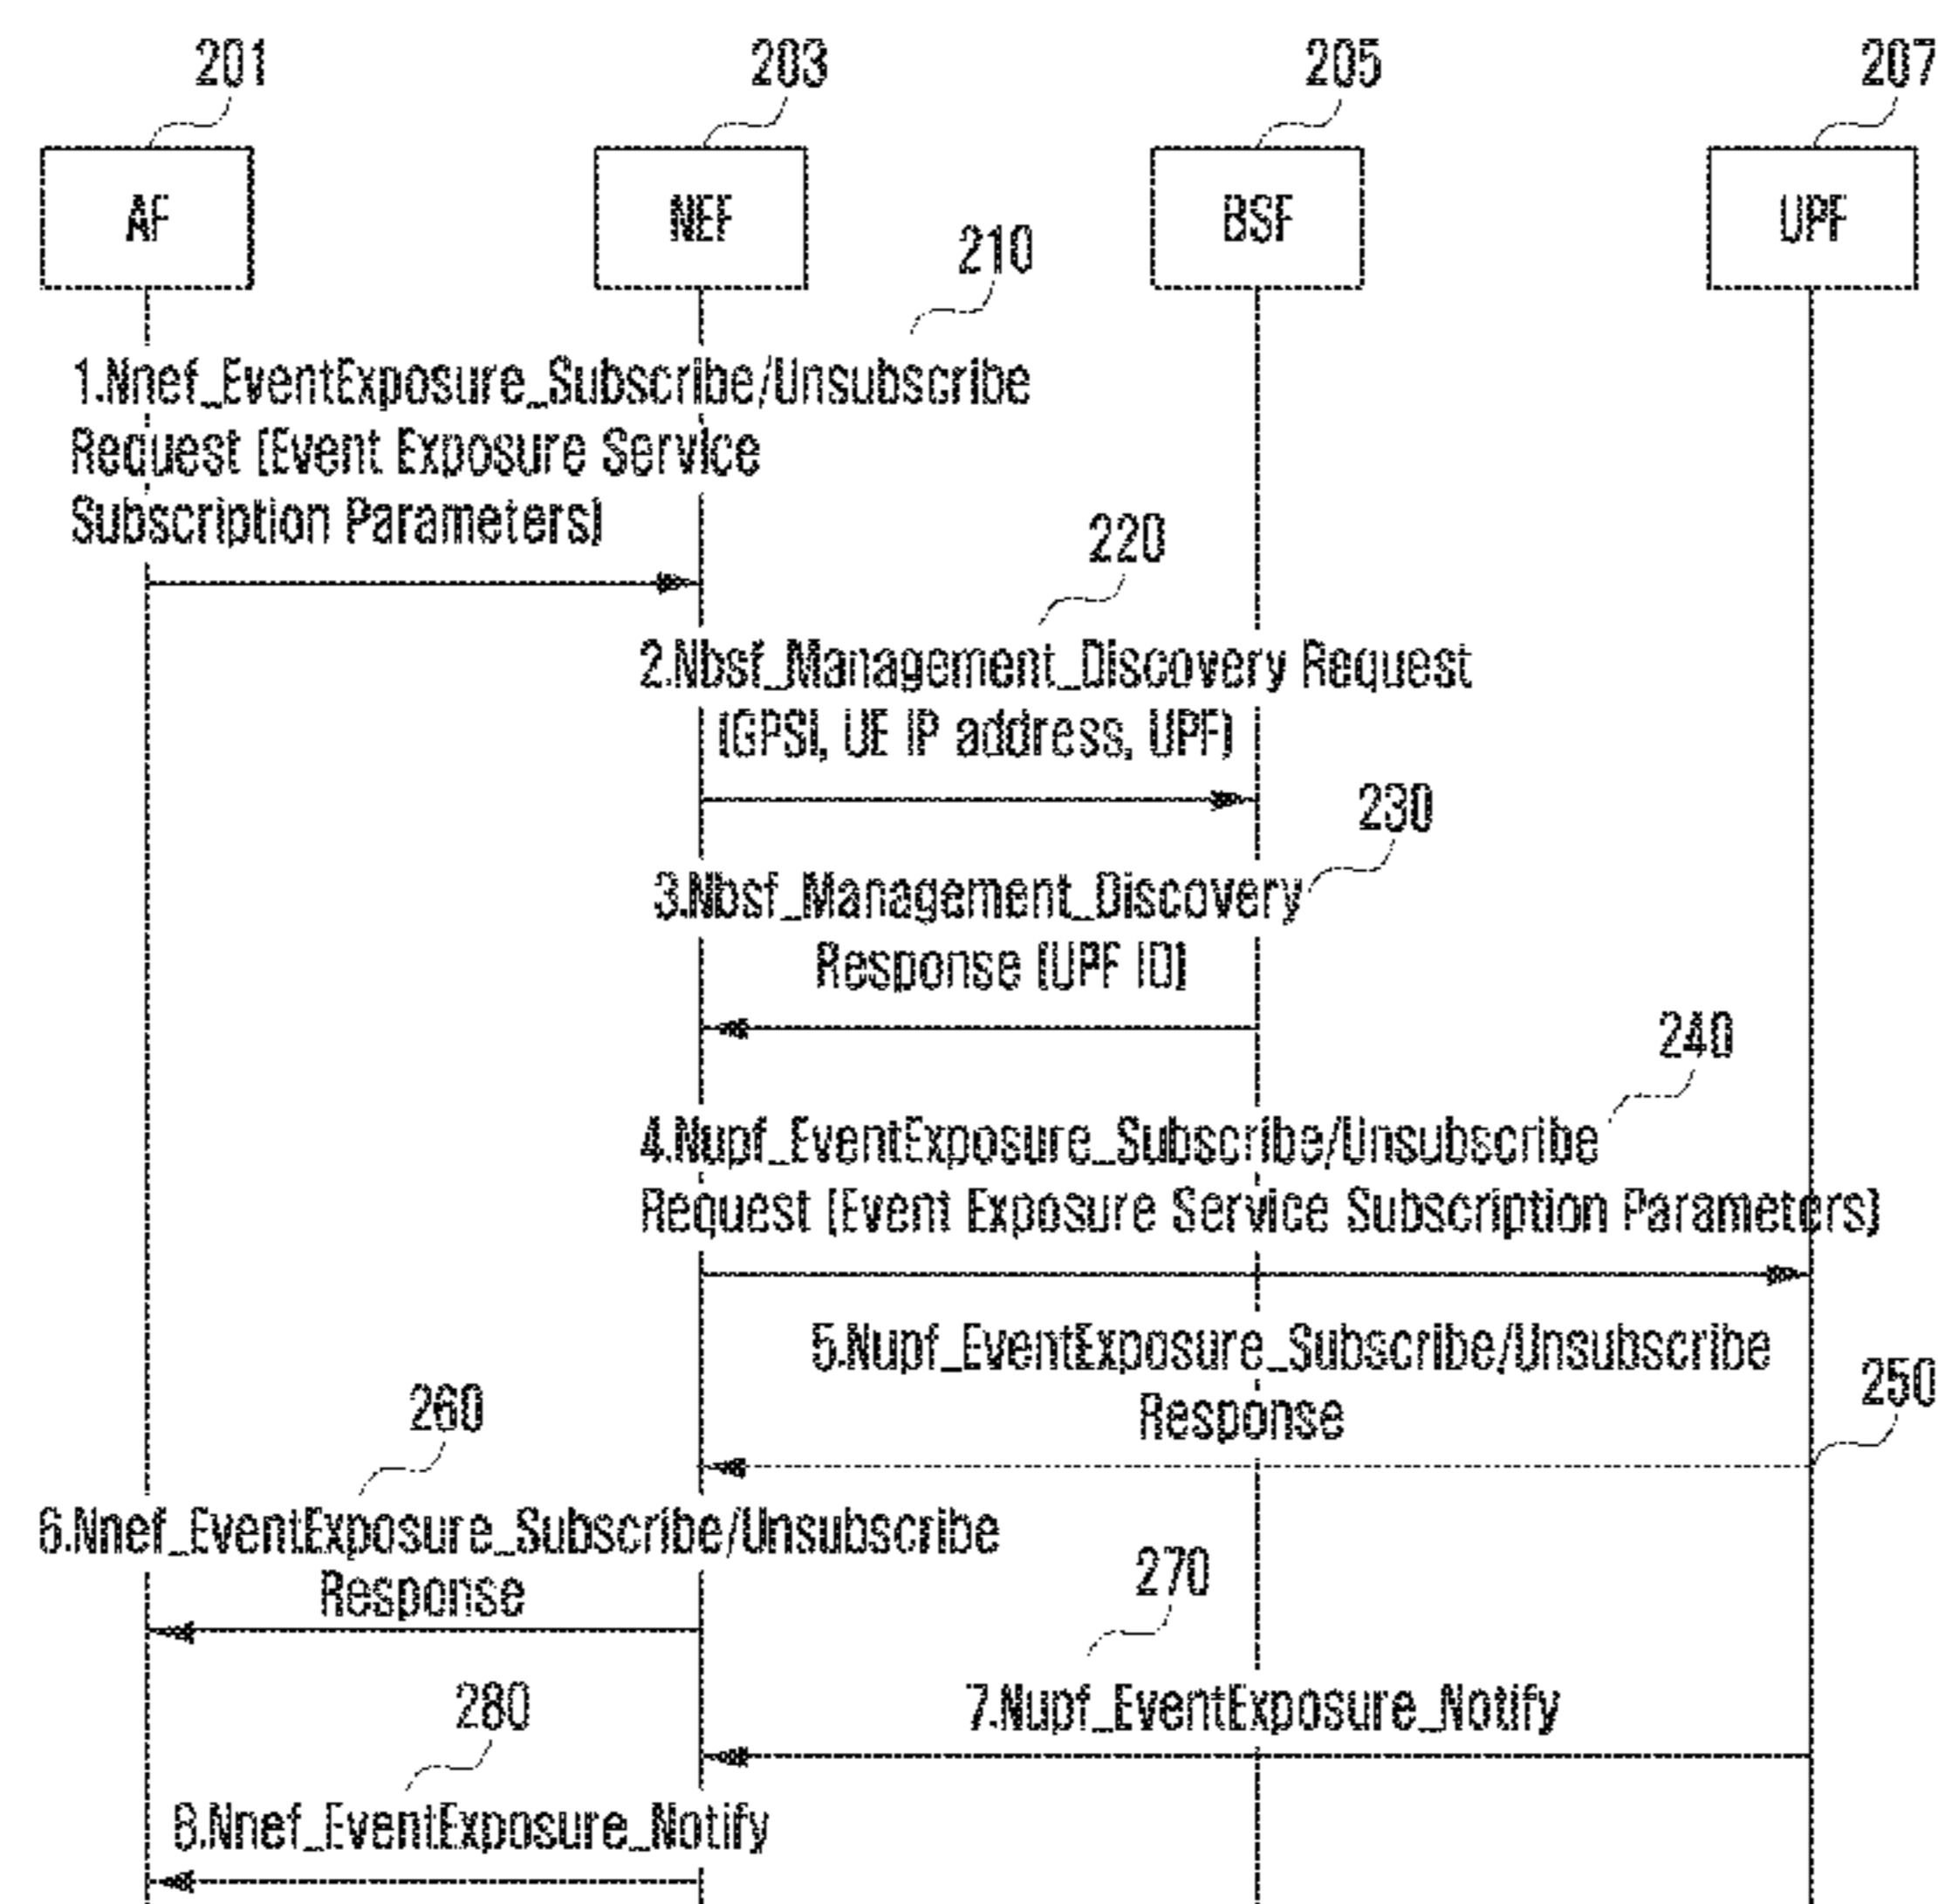 201
203
205
207
AF
NEF
BSF
UPF
210
1.Nnef_EventExposure_Subscribe/Unsubscribe
Request (Event Exposure Service
Subscription Parameters)
220
2.Nbsf_Management_Discovery Request
(GPSI, UE IP address, UPF)
230
3.Nbsf_Management_Discovery
Response (UPF ID)
240
4.Nupf_EventExposure_Subscribe/Unsubscribe
Request (Event Exposure Service Subscription Parameters)
5.Nupf_EventExposure_Subscribe/Unsubscribe
Response
250
260
6.Nnef_EventExposure_Subscribe/Unsubscribe
Response
270
7.Nupf_EventExposure_Notify
280
8.Nnef_EventExposure_Notify